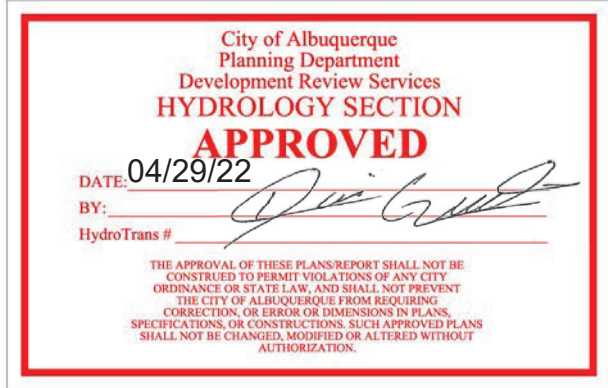 City of Albuquerque
Planning Department
Development Review Services
HYDROLOGY SECTION
APPROVED
DATE: 04/29/22
BY:
HydroTrans #
THE APPROVAL OF THESE PLANS/REPORT SHALL NOT BE
CONSTRUED TO PERMIT VIOLATIONS OF ANY CITY
ORDINANCE OR STATE LAW, AND SHALL NOT PREVENT
THE CITY OF ALBUQUERQUE FROM REQUIRING
CORRECTION, OR ERROR OR DIMENSIONS IN PLANS,
SPECIFICATIONS, OR CONSTRUCTIONS. SUCH APPROVED PLANS
SHALL NOT BE CHANGED, MODIFIED OR ALTERED WITHOUT
AUTHORIZATION.